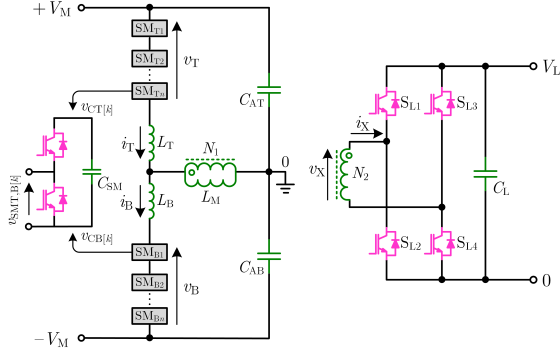 +V_M
SM_T1
SM_T2
SM_Tn
v_T
v_CT[k]
C_AT
i_T
L_T
N_1
0
C_SM
v_SMT,B[k]
i_B
L_B
L_M
v_CB[k]
SM_B1
SM_B2
SM_Bn
v_B
C_AB
−V_M
V_L
S_L1
S_L3
i_X
v_X
N_2
C_L
S_L2
S_L4
0